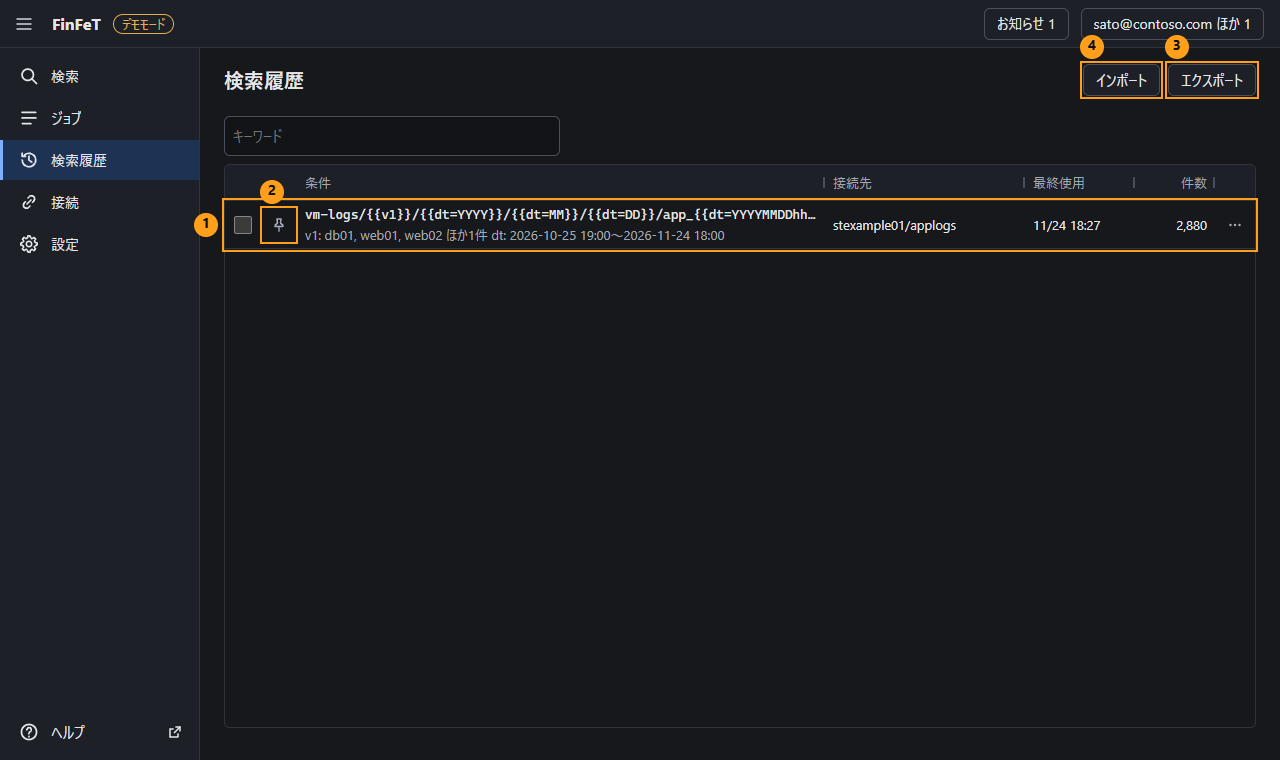 FinFeT デモモード お知らせ 1 sato@contoso.com ほか 1
検索
ジョブ
検索履歴
接続
設定
ヘルプ
検索履歴
4 インポート
3 エクスポート
キーワード
条件 接続先 最終使用 件数
1
2
vm-logs/{{v1}}/{{dt=YYYY}}/{{dt=MM}}/{{dt=DD}}/app_{{dt=YYYYMMDDhh…
v1: db01, web01, web02 ほか1件 dt: 2026-10-25 19:00～2026-11-24 18:00
stexample01/applogs 11/24 18:27 2,880 …